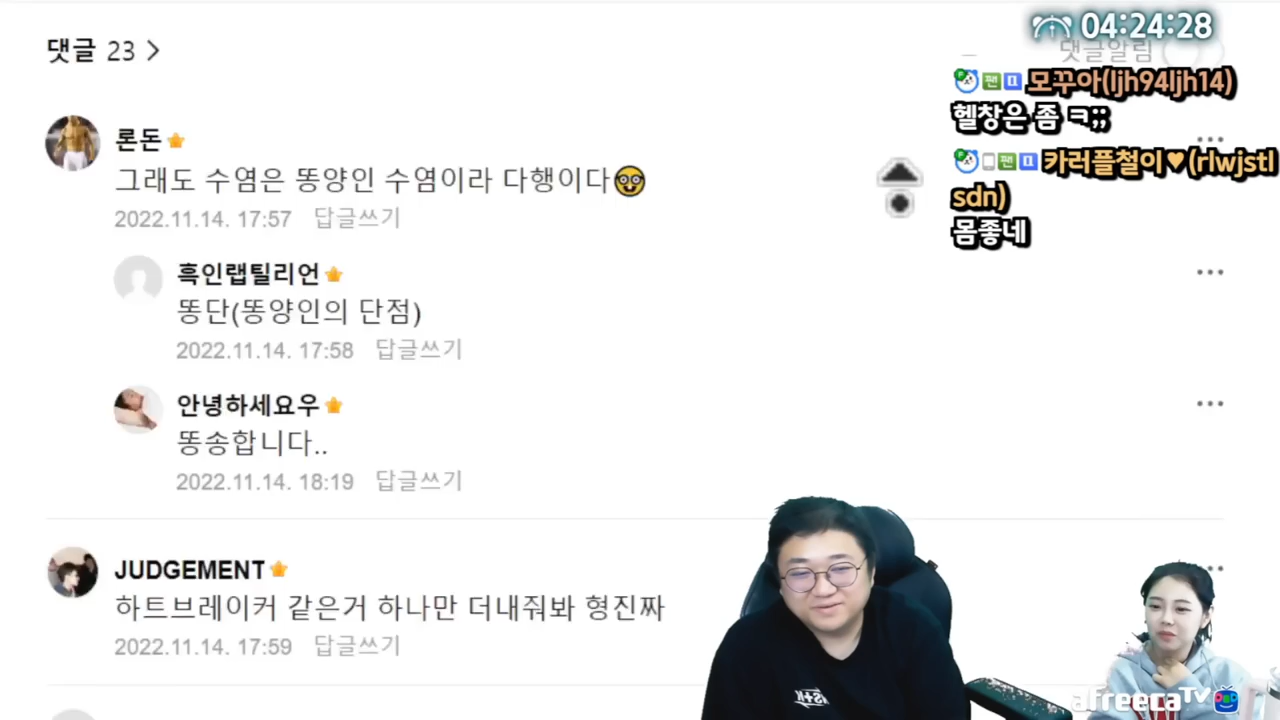 댓글 23
04:24:28
댓글알림
모꾸아(ljh94ljh14)
헬창은 좀 ㅋ;;
카러플철이♥(rlwjstl
sdn)
몸좋네
론돈
그래도 수염은 똥양인 수염이라 다행이다🤓
2022.11.14. 17:57 답글쓰기
흑인랩틸리언
똥단(똥양인의 단점)
2022.11.14. 17:58 답글쓰기
안녕하세요우
똥송합니다..
2022.11.14. 18:19 답글쓰기
JUDGEMENT
하트브레이커 같은거 하나만 더내줘봐 형진짜
2022.11.14. 17:59 답글쓰기
afreecaTV